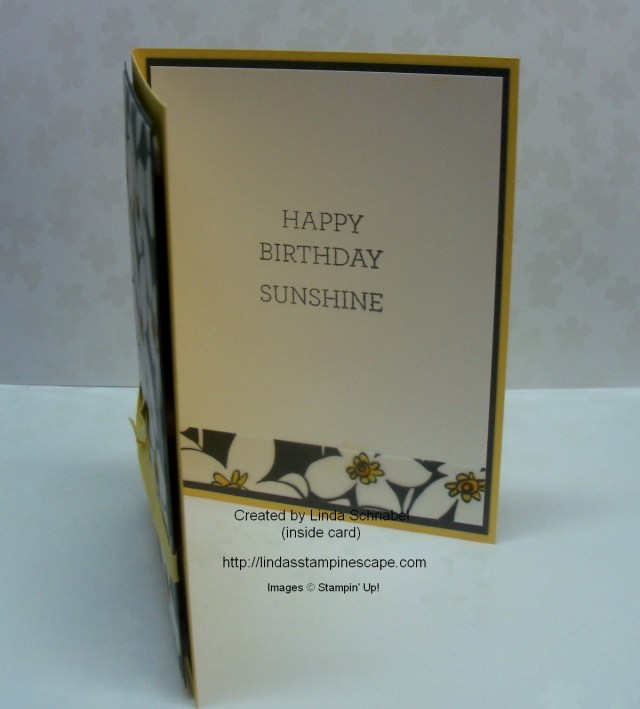 HAPPY
BIRTHDAY
SUNSHINE
Created by Linda Schnabel
(inside card)
http://lindasstampinescape.com
Images © Stampin' Up!